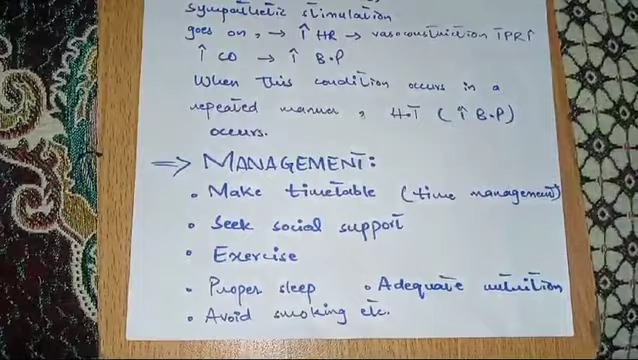 sympathetic stimulation
goes on, → ↑ HR → vasoconstriction ↑PR↑
↑ CO → ↑ B.P
When this condition occurs in a
repeated manner, H.T (↑ B.P)
occurs.
⇒ MANAGEMENT:
• Make timetable (time management)
• Seek social support
• Exercise
• Proper sleep • Adequate nutrition
• Avoid smoking etc.